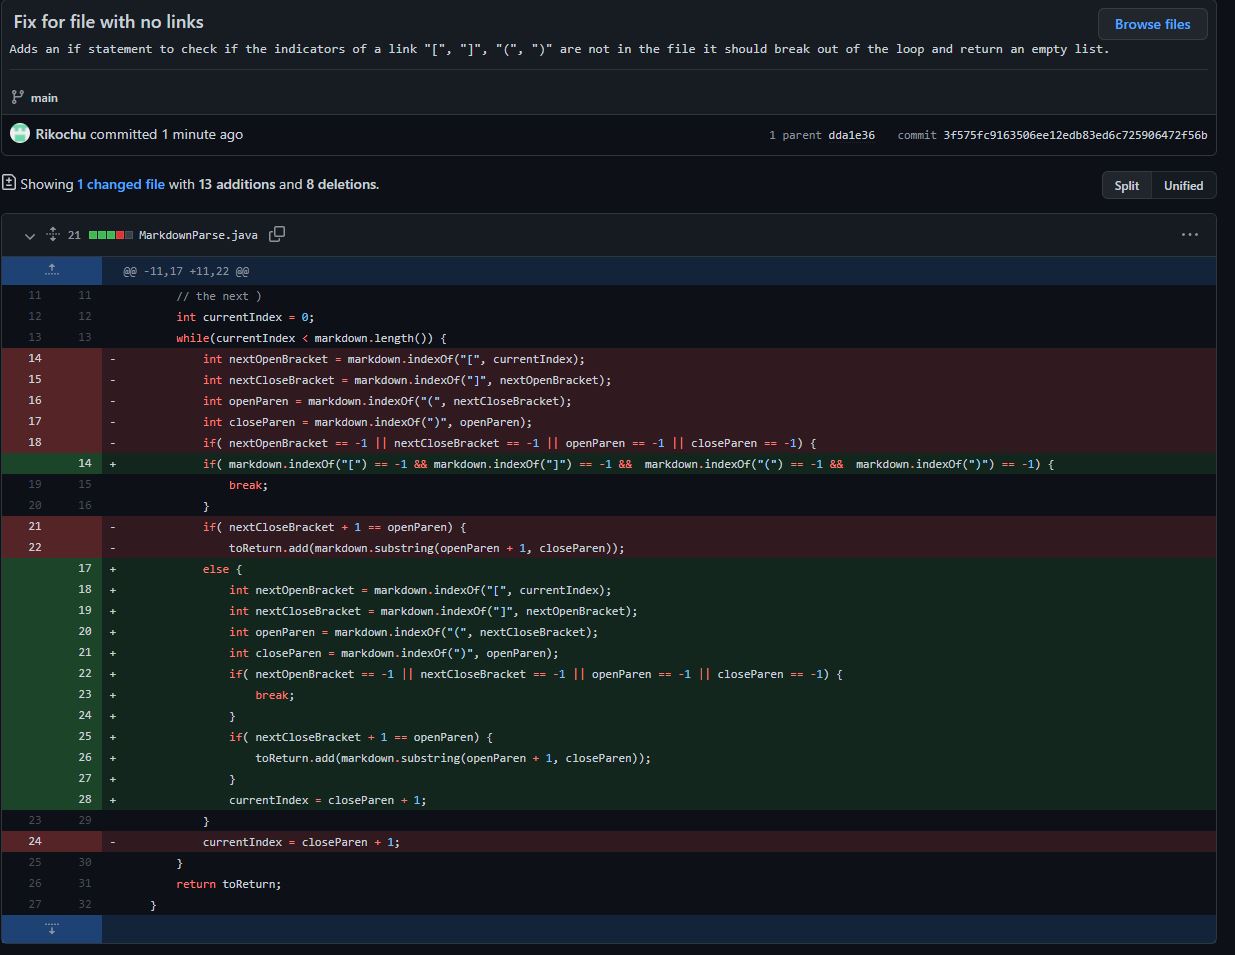 Fix for file with no links
Browse files
Adds an if statement to check if the indicators of a link "[", "]", "(", ")" are not in the file it should break out of the loop and return an empty list.
main
Rikochu committed 1 minute ago
1 parent dda1e36 commit 3f575fc9163506ee12edb83ed6c725906472f56b
Showing 1 changed file with 13 additions and 8 deletions.
Split Unified
21 MarkdownParse.java
@@ -11,17 +11,22 @@
11 11 // the next )
12 12 int currentIndex = 0;
13 13 while(currentIndex < markdown.length()) {
14 - int nextOpenBracket = markdown.indexOf("[", currentIndex);
15 - int nextCloseBracket = markdown.indexOf("]", nextOpenBracket);
16 - int openParen = markdown.indexOf("(", nextCloseBracket);
17 - int closeParen = markdown.indexOf(")", openParen);
18 - if( nextOpenBracket == -1 || nextCloseBracket == -1 || openParen == -1 || closeParen == -1) {
14 + if( markdown.indexOf("[") == -1 && markdown.indexOf("]") == -1 &&  markdown.indexOf("(") == -1 &&  markdown.indexOf(")") == -1) {
19 15 break;
20 16 }
21 - if( nextCloseBracket + 1 == openParen) {
22 - toReturn.add(markdown.substring(openParen + 1, closeParen));
17 + else {
18 + int nextOpenBracket = markdown.indexOf("[", currentIndex);
19 + int nextCloseBracket = markdown.indexOf("]", nextOpenBracket);
20 + int openParen = markdown.indexOf("(", nextCloseBracket);
21 + int closeParen = markdown.indexOf(")", openParen);
22 + if( nextOpenBracket == -1 || nextCloseBracket == -1 || openParen == -1 || closeParen == -1) {
23 + break;
24 + }
25 + if( nextCloseBracket + 1 == openParen) {
26 + toReturn.add(markdown.substring(openParen + 1, closeParen));
27 + }
28 + currentIndex = closeParen + 1;
23 29 }
24 - currentIndex = closeParen + 1;
25 30 }
26 31 return toReturn;
27 32 }